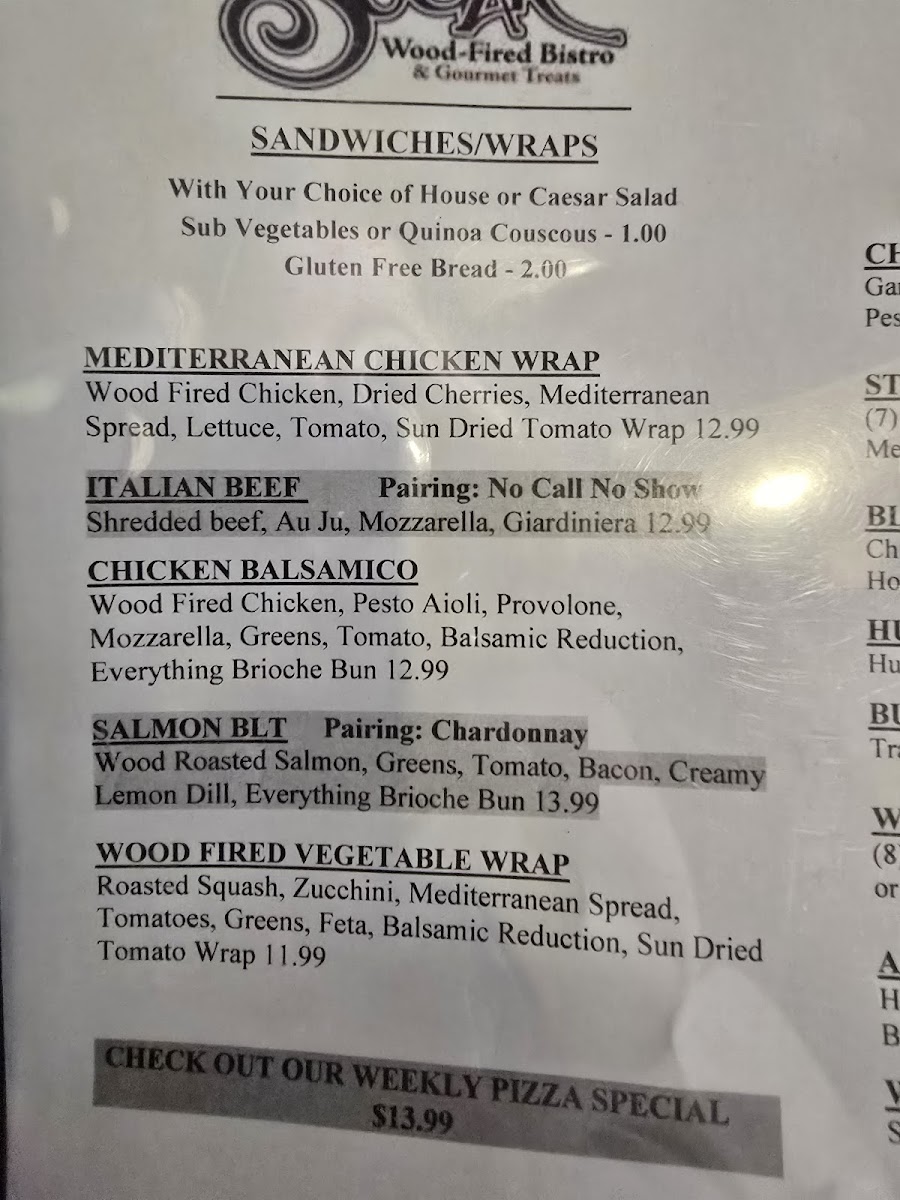 Wood-Fired Bistro
& Gourmet Treats
SANDWICHES/WRAPS
With Your Choice of House or Caesar Salad
Sub Vegetables or Quinoa Couscous - 1.00
Gluten Free Bread - 2.00
MEDITERRANEAN CHICKEN WRAP
Wood Fired Chicken, Dried Cherries, Mediterranean
Spread, Lettuce, Tomato, Sun Dried Tomato Wrap 12.99
ITALIAN BEEF Pairing: No Call No Show
Shredded beef, Au Ju, Mozzarella, Giardiniera 12.99
CHICKEN BALSAMICO
Wood Fired Chicken, Pesto Aioli, Provolone,
Mozzarella, Greens, Tomato, Balsamic Reduction,
Everything Brioche Bun 12.99
SALMON BLT Pairing: Chardonnay
Wood Roasted Salmon, Greens, Tomato, Bacon, Creamy
Lemon Dill, Everything Brioche Bun 13.99
WOOD FIRED VEGETABLE WRAP
Roasted Squash, Zucchini, Mediterranean Spread,
Tomatoes, Greens, Feta, Balsamic Reduction, Sun Dried
Tomato Wrap 11.99
CHECK OUT OUR WEEKLY PIZZA SPECIAL
$13.99
(7)
(8)
or